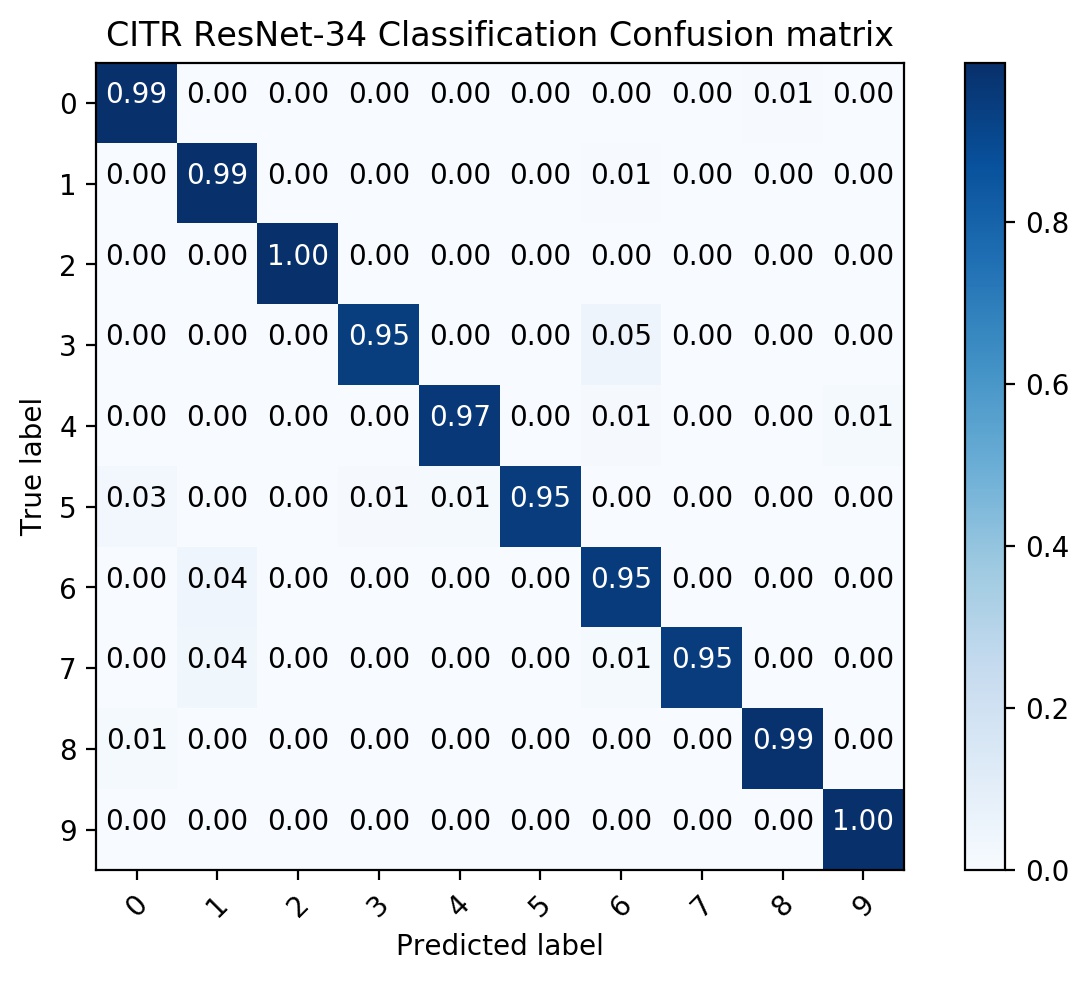 CITR ResNet-34 Classification Confusion matrix
0 0.99 0.00 0.00 0.00 0.00 0.00 0.00 0.00 0.01 0.00
1 0.00 0.99 0.00 0.00 0.00 0.00 0.01 0.00 0.00 0.00
2 0.00 0.00 1.00 0.00 0.00 0.00 0.00 0.00 0.00 0.00
3 0.00 0.00 0.00 0.95 0.00 0.00 0.05 0.00 0.00 0.00
4 0.00 0.00 0.00 0.00 0.97 0.00 0.01 0.00 0.00 0.01
5 0.03 0.00 0.00 0.01 0.01 0.95 0.00 0.00 0.00 0.00
6 0.00 0.04 0.00 0.00 0.00 0.00 0.95 0.00 0.00 0.00
7 0.00 0.04 0.00 0.00 0.00 0.00 0.01 0.95 0.00 0.00
8 0.01 0.00 0.00 0.00 0.00 0.00 0.00 0.00 0.99 0.00
9 0.00 0.00 0.00 0.00 0.00 0.00 0.00 0.00 0.00 1.00
0 1 2 3 4 5 6 7 8 9
Predicted label
True label
0.8
0.6
0.4
0.2
0.0